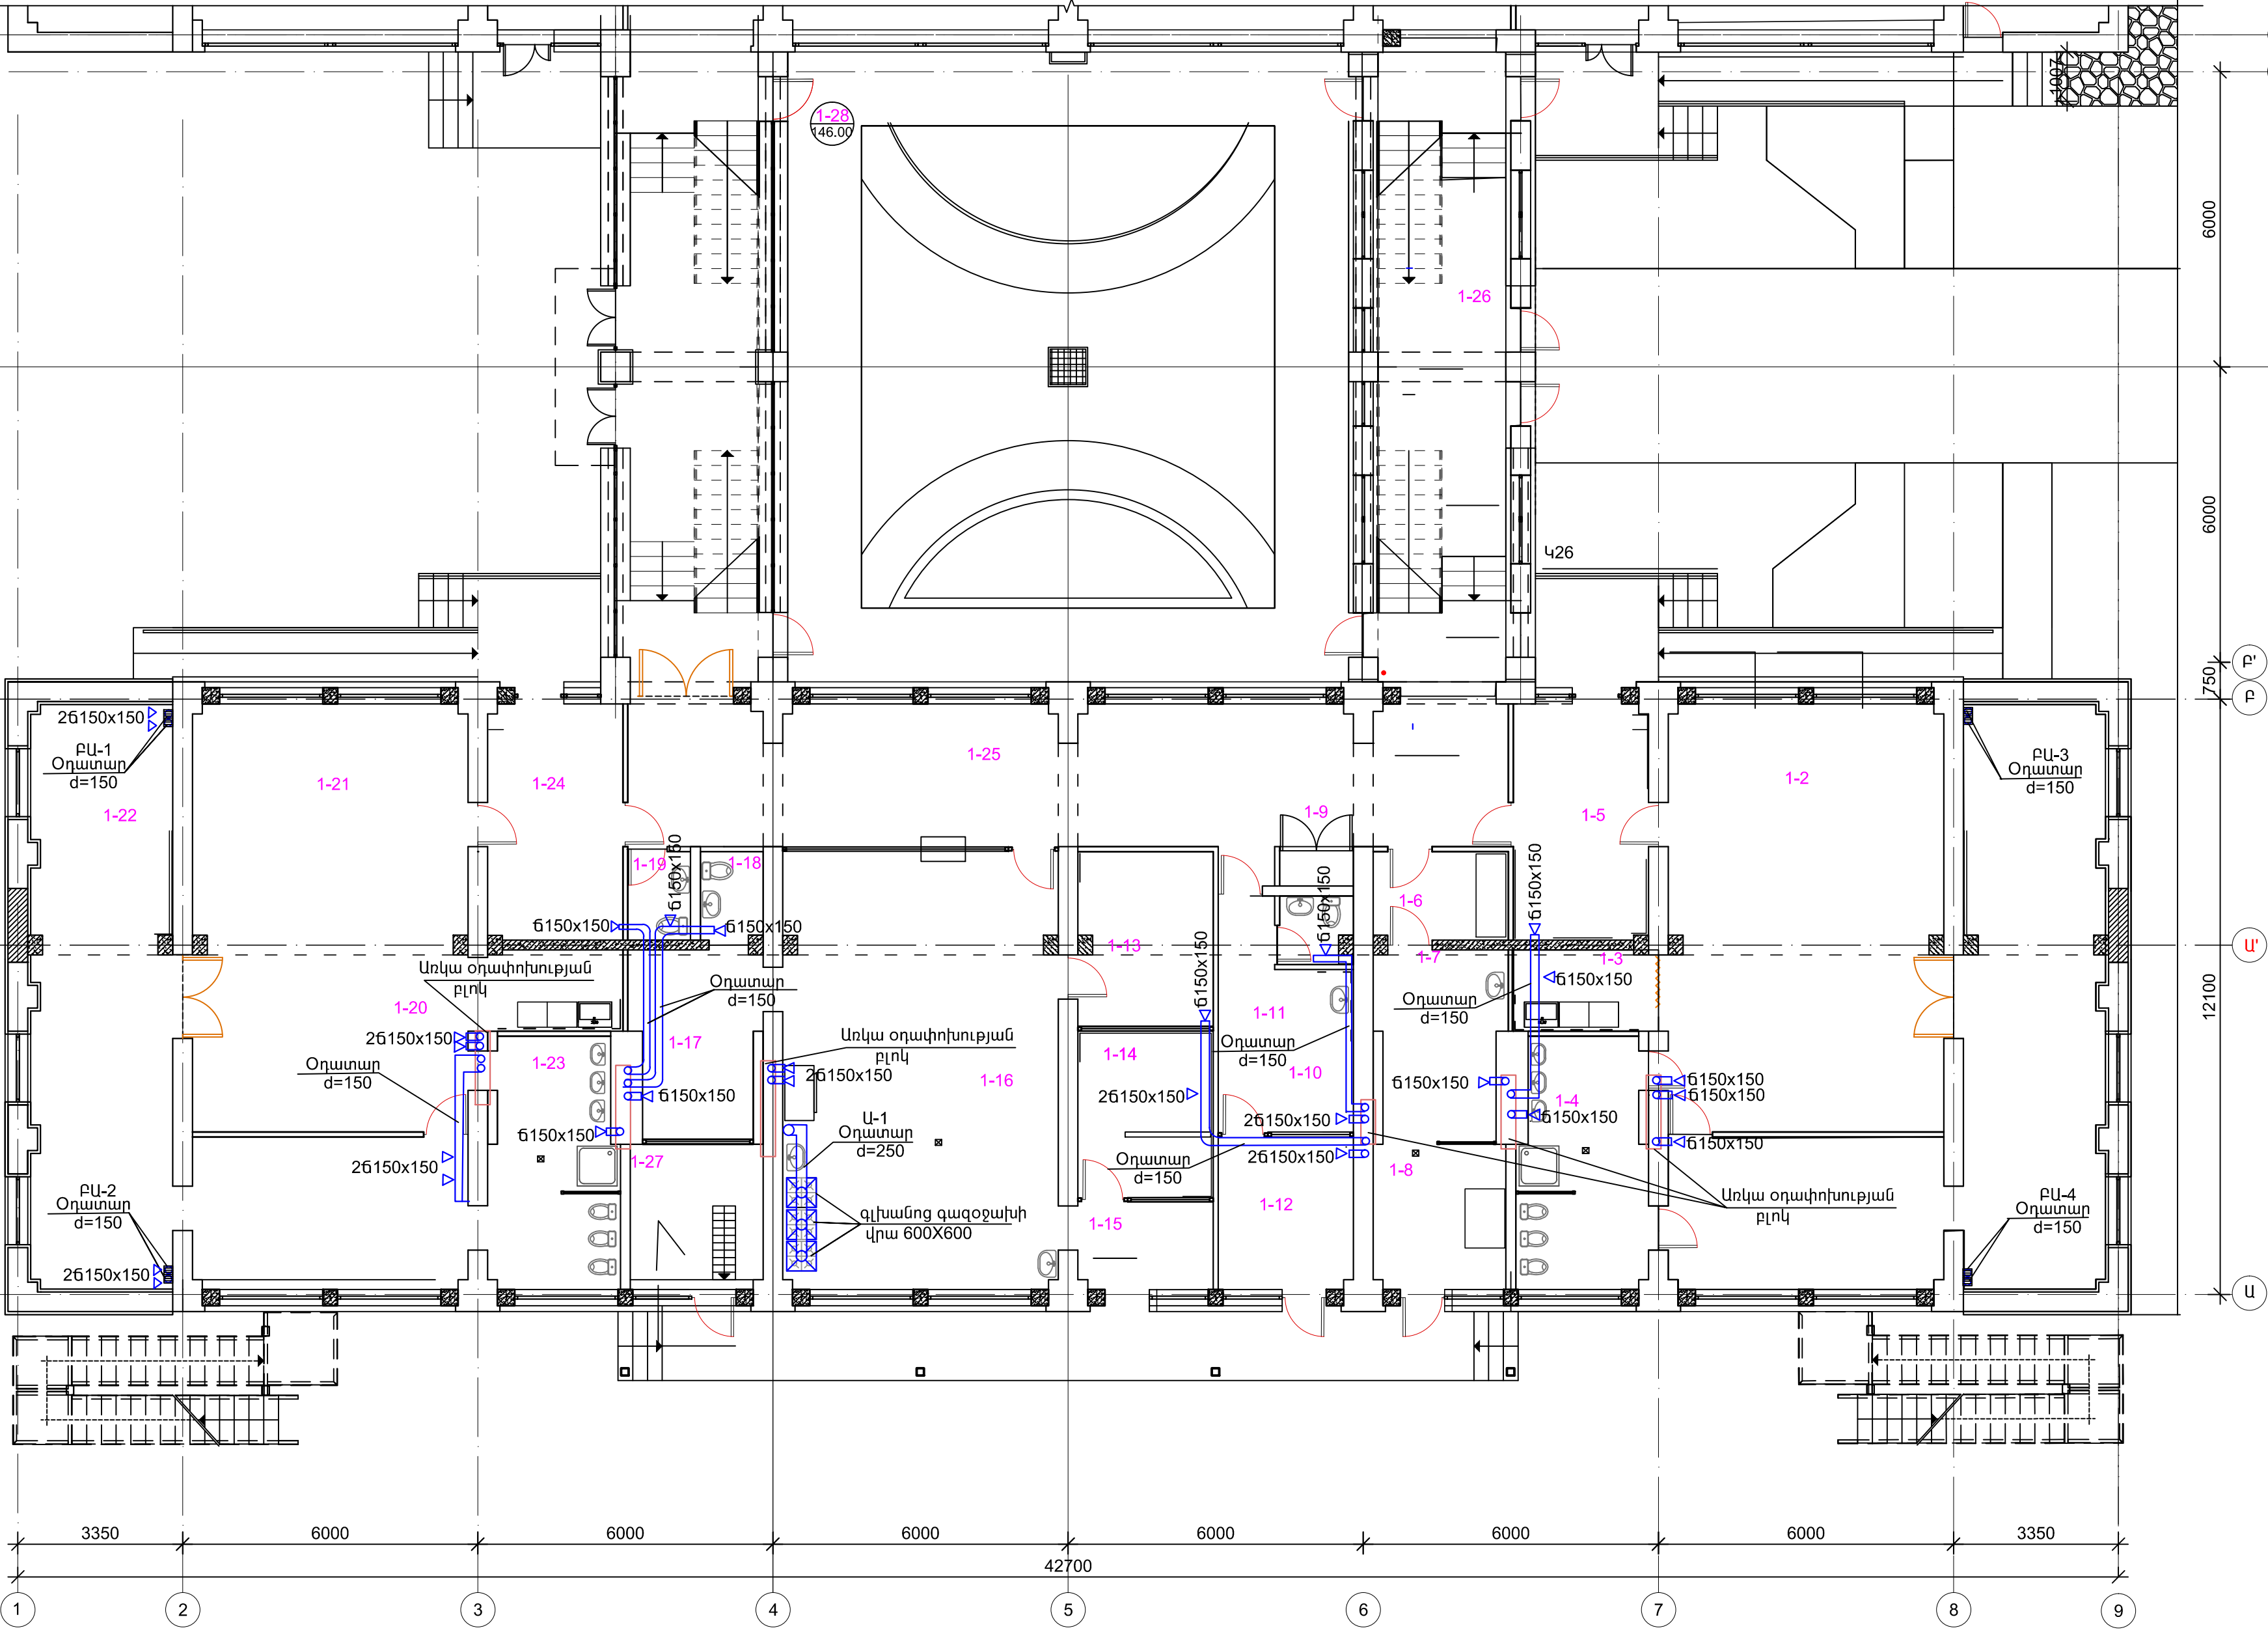 1007
1-28
146.00
6000
1-26
6000
Կ26
Բ'
750
Բ
2ճ150x150
ԲԱ-1
Օդատար
d=150
1-22
1-21
1-24
1-25
1-9
1-5
1-2
ԲԱ-3
Օդատար
d=150
1-19
ճ150x150
1-18
ճ150x150
ճ150x150
ճ150x150
1-6
ճ150x150
1-13
ճ150x150
1-7
1-3
Ա'
Առկա օդափոխության
բլոկ
1-20
Օդատար
d=150
ճ150x150
Օդատար
d=150
12100
1-11
2ճ150x150
1-17
Առկա օդափոխության
բլոկ
Օդատար
d=150
1-14
1-23
Օդատար
d=150
2ճ150x150
1-16
1-10
ճ150x150
ճ150x150
ճ150x150
ճ150x150
2ճ150x150
1-4
ճ150x150
Ա-1
Օդատար
d=250
ճ150x150
2ճ150x150
ճ150x150
2ճ150x150
1-27
2ճ150x150
Օդատար
d=150
1-8
Առկա օդափոխության
բլոկ
ԲԱ-2
Օդատար
d=150
գլխանոց գազօջախի
վրա 600X600
1-15
1-12
ԲԱ-4
Օդատար
d=150
2ճ150x150
Ա
3350
6000
6000
6000
6000
6000
6000
3350
42700
1
2
3
4
5
6
7
8
9